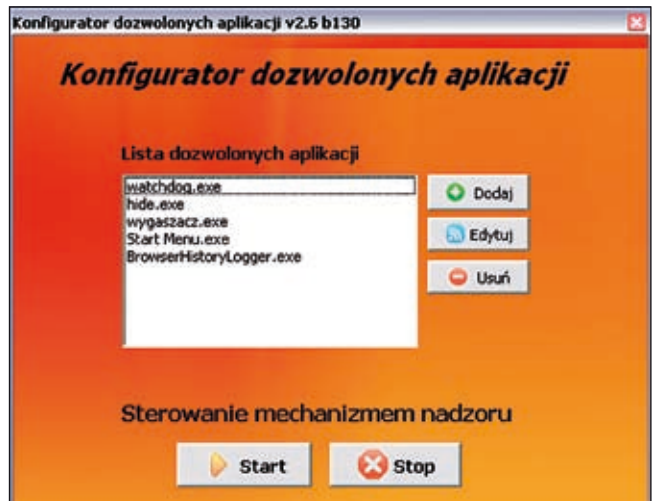 Konfigurator dozwolonych aplikacji v2.6 b130
Konfigurator dozwolonych aplikacji
Lista dozwolonych aplikacji
watchdog.exe
hide.exe
wygaszacz.exe
Start Menu.exe
BrowserHistoryLogger.exe
Dodaj
Edytuj
Usuń
Sterowanie mechanizmem nadzoru
Start
Stop